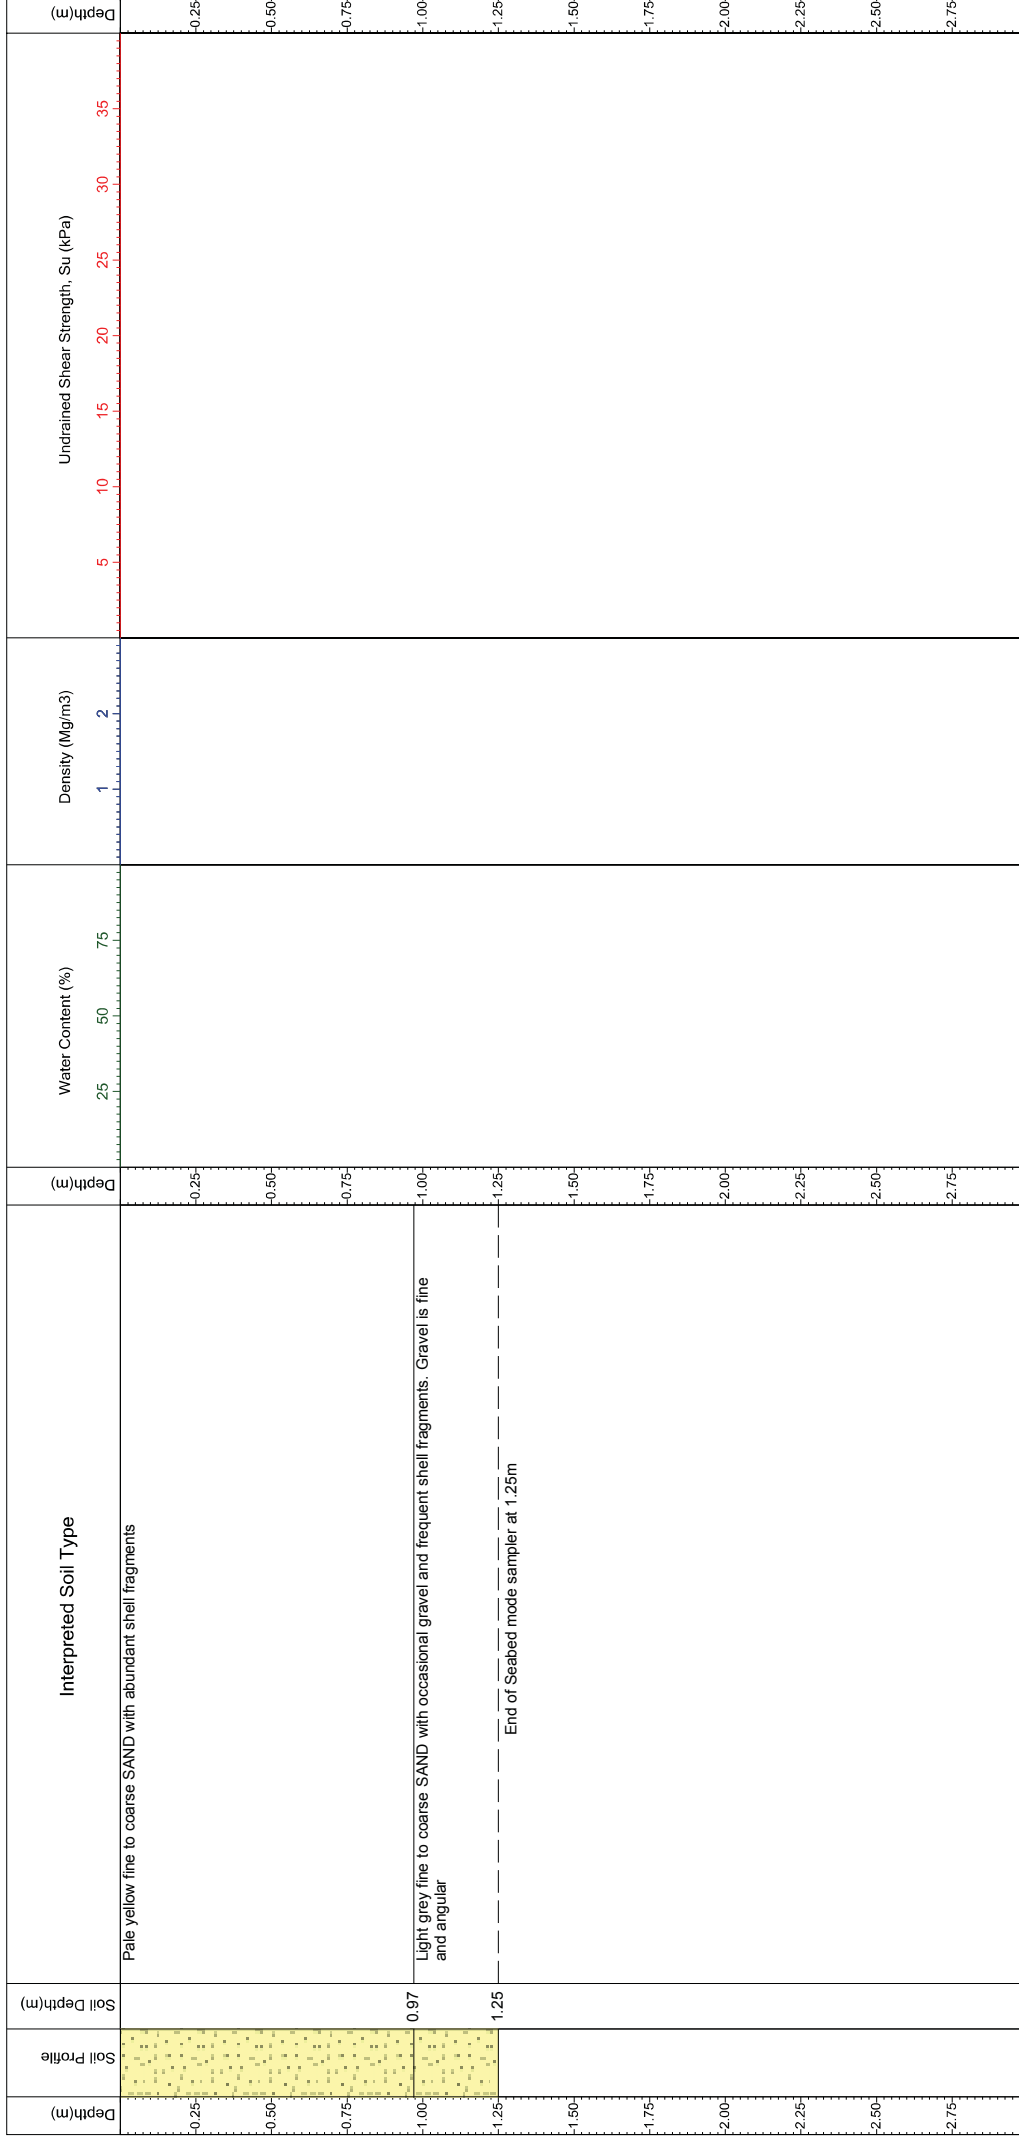 Depth(m)
Soil Profile
Soil Depth(m)
Interpreted Soil Type
Depth(m)
Water Content (%)
Density (Mg/m3)
Undrained Shear Strength, Su (kPa)
Depth(m)
25 50 75
1 2
5 10 15 20 25 30 35
Pale yellow fine to coarse SAND with abundant shell fragments
0.97
Light grey fine to coarse SAND with occasional gravel and frequent shell fragments. Gravel is fine
and angular
1.25
End of Seabed mode sampler at 1.25m
0.25 0.25 0.25
0.50 0.50 0.50
0.75 0.75 0.75
1.00 1.00 1.00
1.25 1.25 1.25
1.50 1.50 1.50
1.75 1.75 1.75
2.00 2.00 2.00
2.25 2.25 2.25
2.50 2.50 2.50
2.75 2.75 2.75